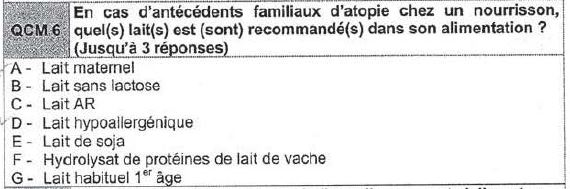 QCM 6
En cas d'antécédents familiaux d'atopie chez un nourrisson,
quel(s) lait(s) est (sont) recommandé(s) dans son alimentation ?
(Jusqu'à 3 réponses)
A - Lait maternel
B - Lait sans lactose
C - Lait AR
D - Lait hypoallergénique
E - Lait de soja
F - Hydrolysat de protéines de lait de vache
G - Lait habituel 1er âge